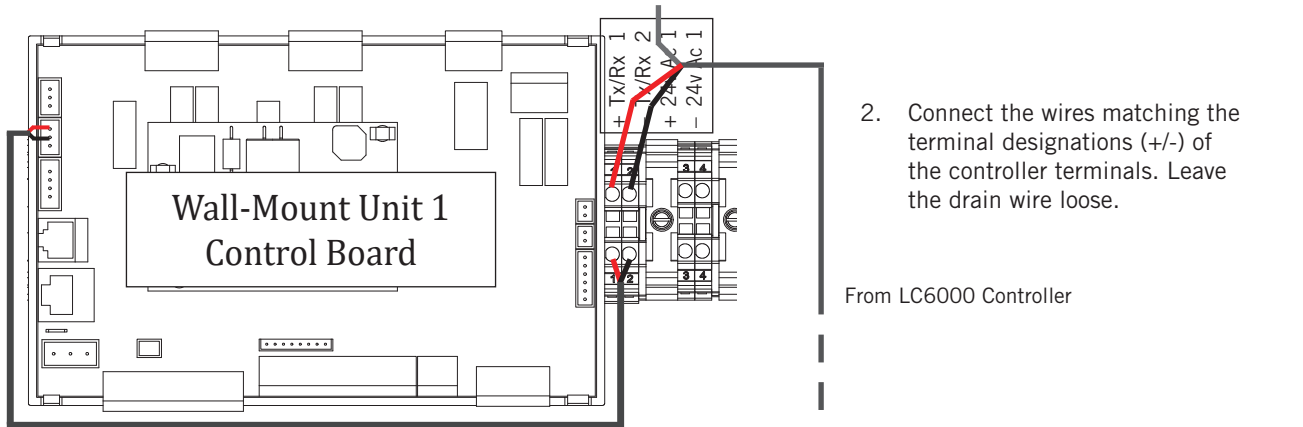 + Tx/Rx 1
Tx/Rx 2
+ 24v Ac 1
– 24v Ac 1
1 2 3 4
Wall-Mount Unit 1
Control Board
1 2 3 4
2. Connect the wires matching the
terminal designations (+/-) of
the controller terminals. Leave
the drain wire loose.
From LC6000 Controller